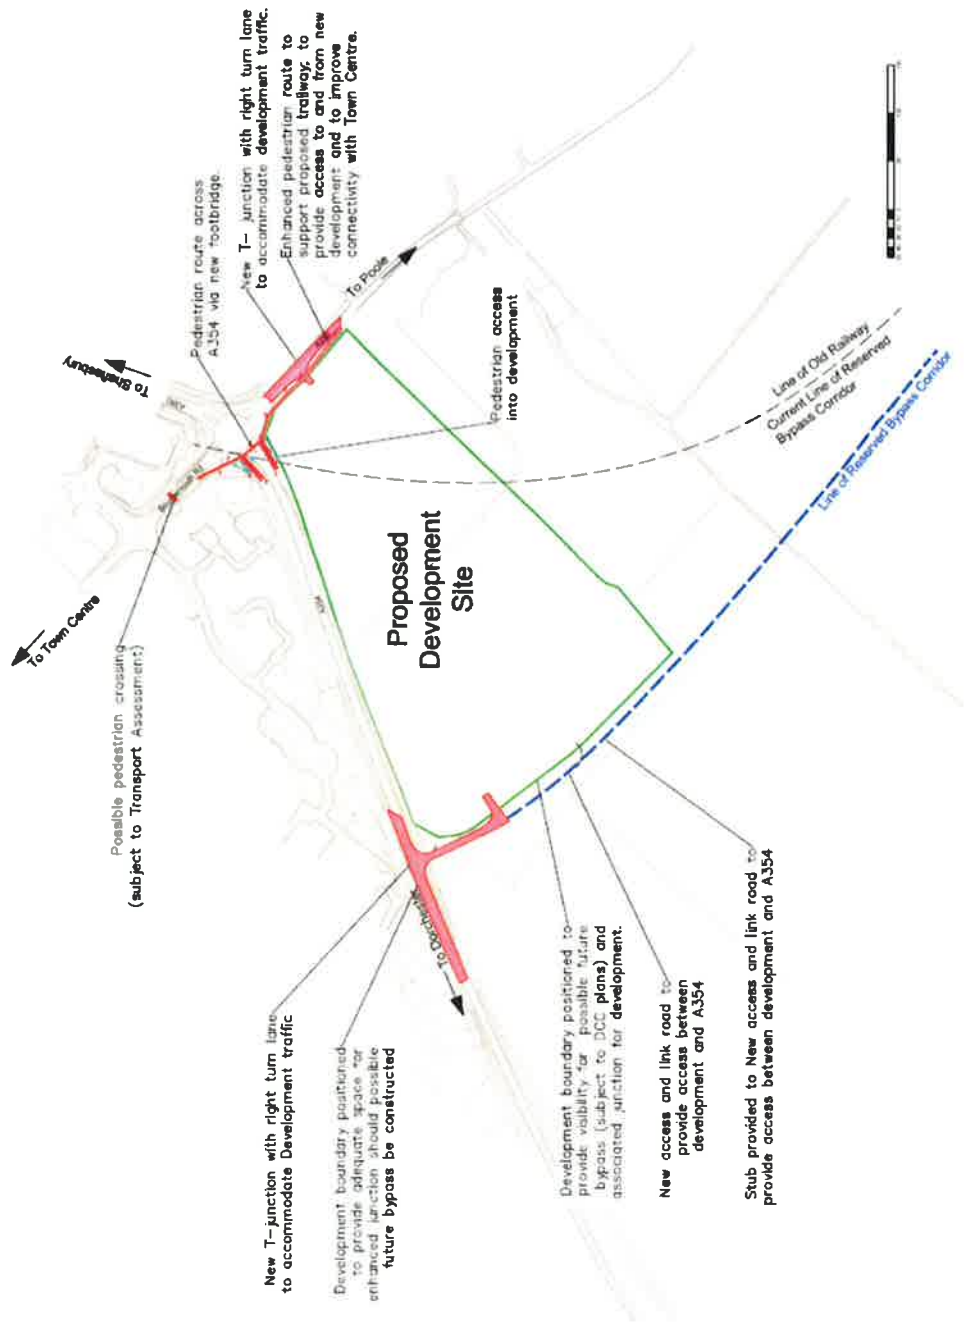 To Town Centre
Possible pedestrian crossing
(subject to Transport Assessment)
To Shaftesbury
Pedestrian route across
A354 via new footbridge.
New T- junction with right turn lane
to accommodate development traffic.
Enhanced pedestrian route to
support proposed trailway; to
provide access to and from new
development and to improve
connectivity with Town Centre.
To Poole
Pedestrian access
into development
Proposed
Development
Site
A354
Line of Old Railway
Current Line of Reserved
Bypass Corridor
Line of Reserved Bypass Corridor
To Dorchester
New T-junction with right turn lane
to accommodate Development traffic
Development boundary positioned
to provide adequate space for
enhanced junction should possible
future bypass be constructed
Development boundary positioned to
provide visibility for possible future
bypass (subject to DCC plans) and
associated junction for development.
New access and link road to
provide access between
development and A354
Stub provided to New access and link road to
provide access between development and A354